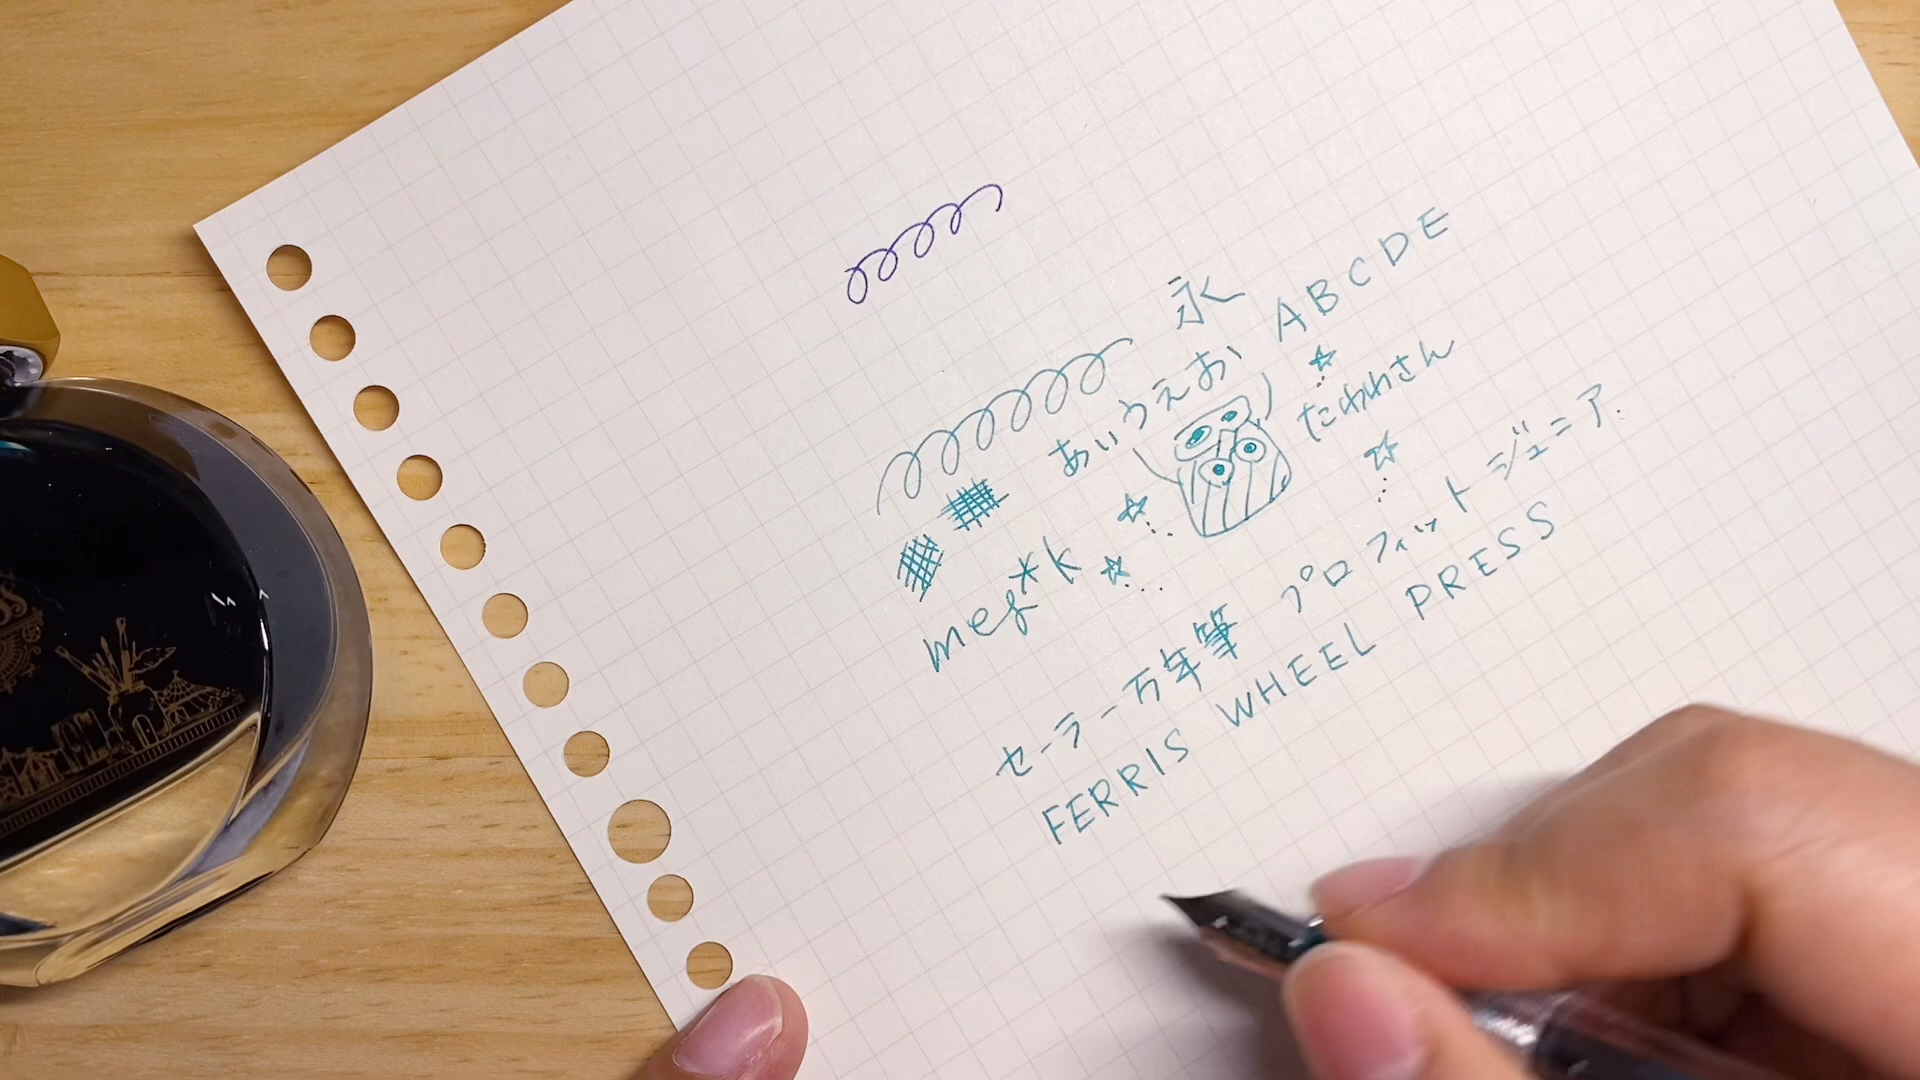 永
あいうえお ABCDE
たわわさん
mef*k
セーラー万年筆 プロフィットジュニア
FERRIS WHEEL PRESS